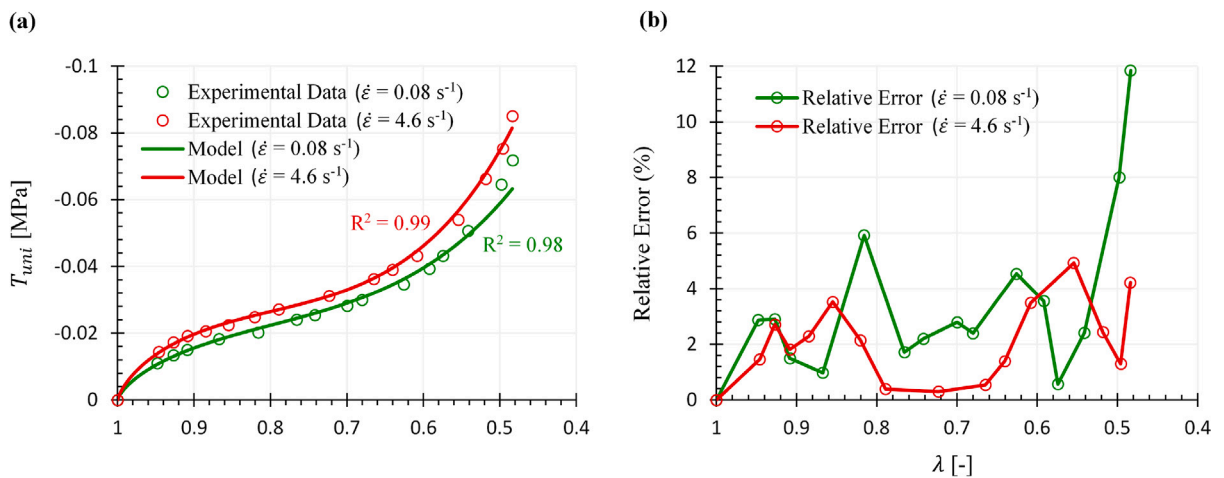 (a)
-0.1
-0.08
-0.06
-0.04
-0.02
0
T_uni [MPa]
Experimental Data (ε̇ = 0.08 s⁻¹)
Experimental Data (ε̇ = 4.6 s⁻¹)
Model (ε̇ = 0.08 s⁻¹)
Model (ε̇ = 4.6 s⁻¹)
R² = 0.99
R² = 0.98
1 0.9 0.8 0.7 0.6 0.5 0.4
(b)
12
10
8
6
4
2
0
Relative Error (%)
Relative Error (ε̇ = 0.08 s⁻¹)
Relative Error (ε̇ = 4.6 s⁻¹)
1 0.9 0.8 0.7 0.6 0.5 0.4
λ [-]